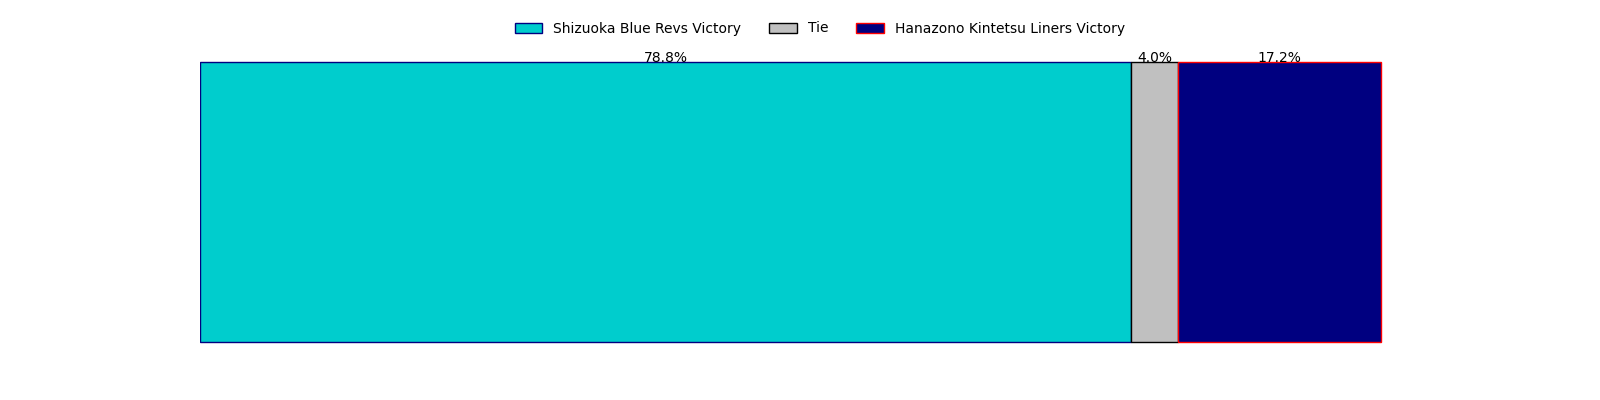 Shizuoka Blue Revs Victory Tie Hanazono Kintetsu Liners Victory
78.8% 4.0% 17.2%